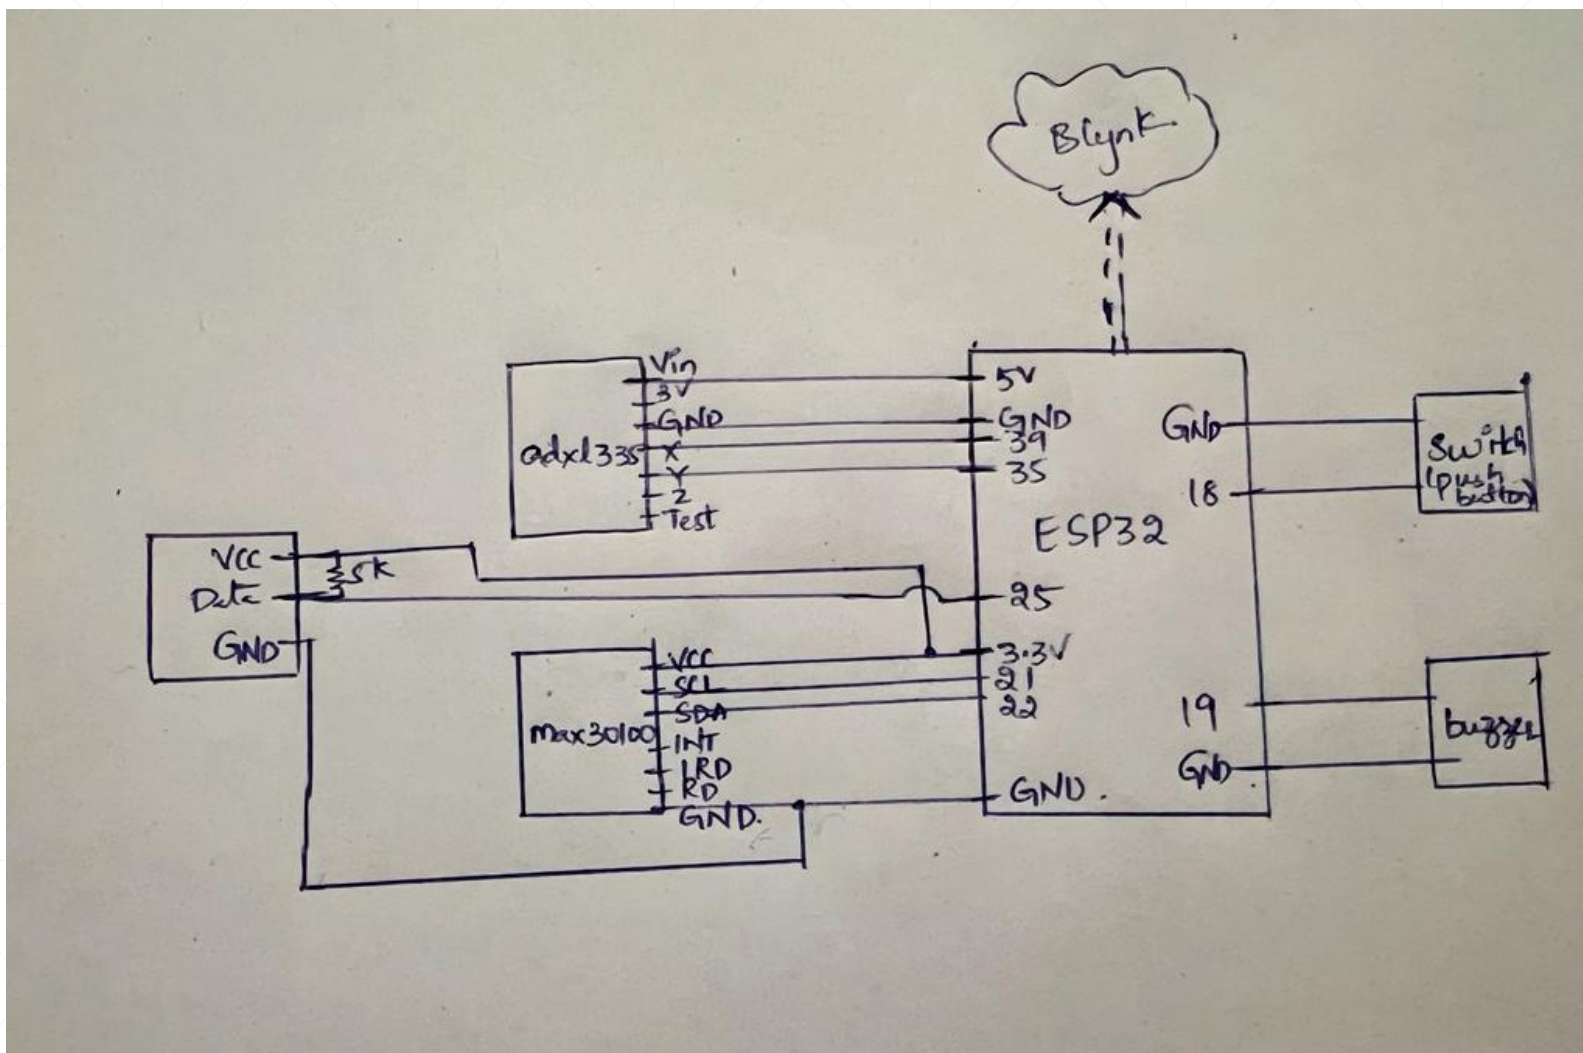 Blynk
Vin
3V
GND
X
Y
Z
Test
adxl335
5V
GND
39
35
ESP32
25
3.3V
21
22
GND
GND
18
19
GND
Switch
(push
button)
buzzer
VCC
Data
GND
5K
VCC
SCL
SDA
INT
IRD
RD
GND.
max30100